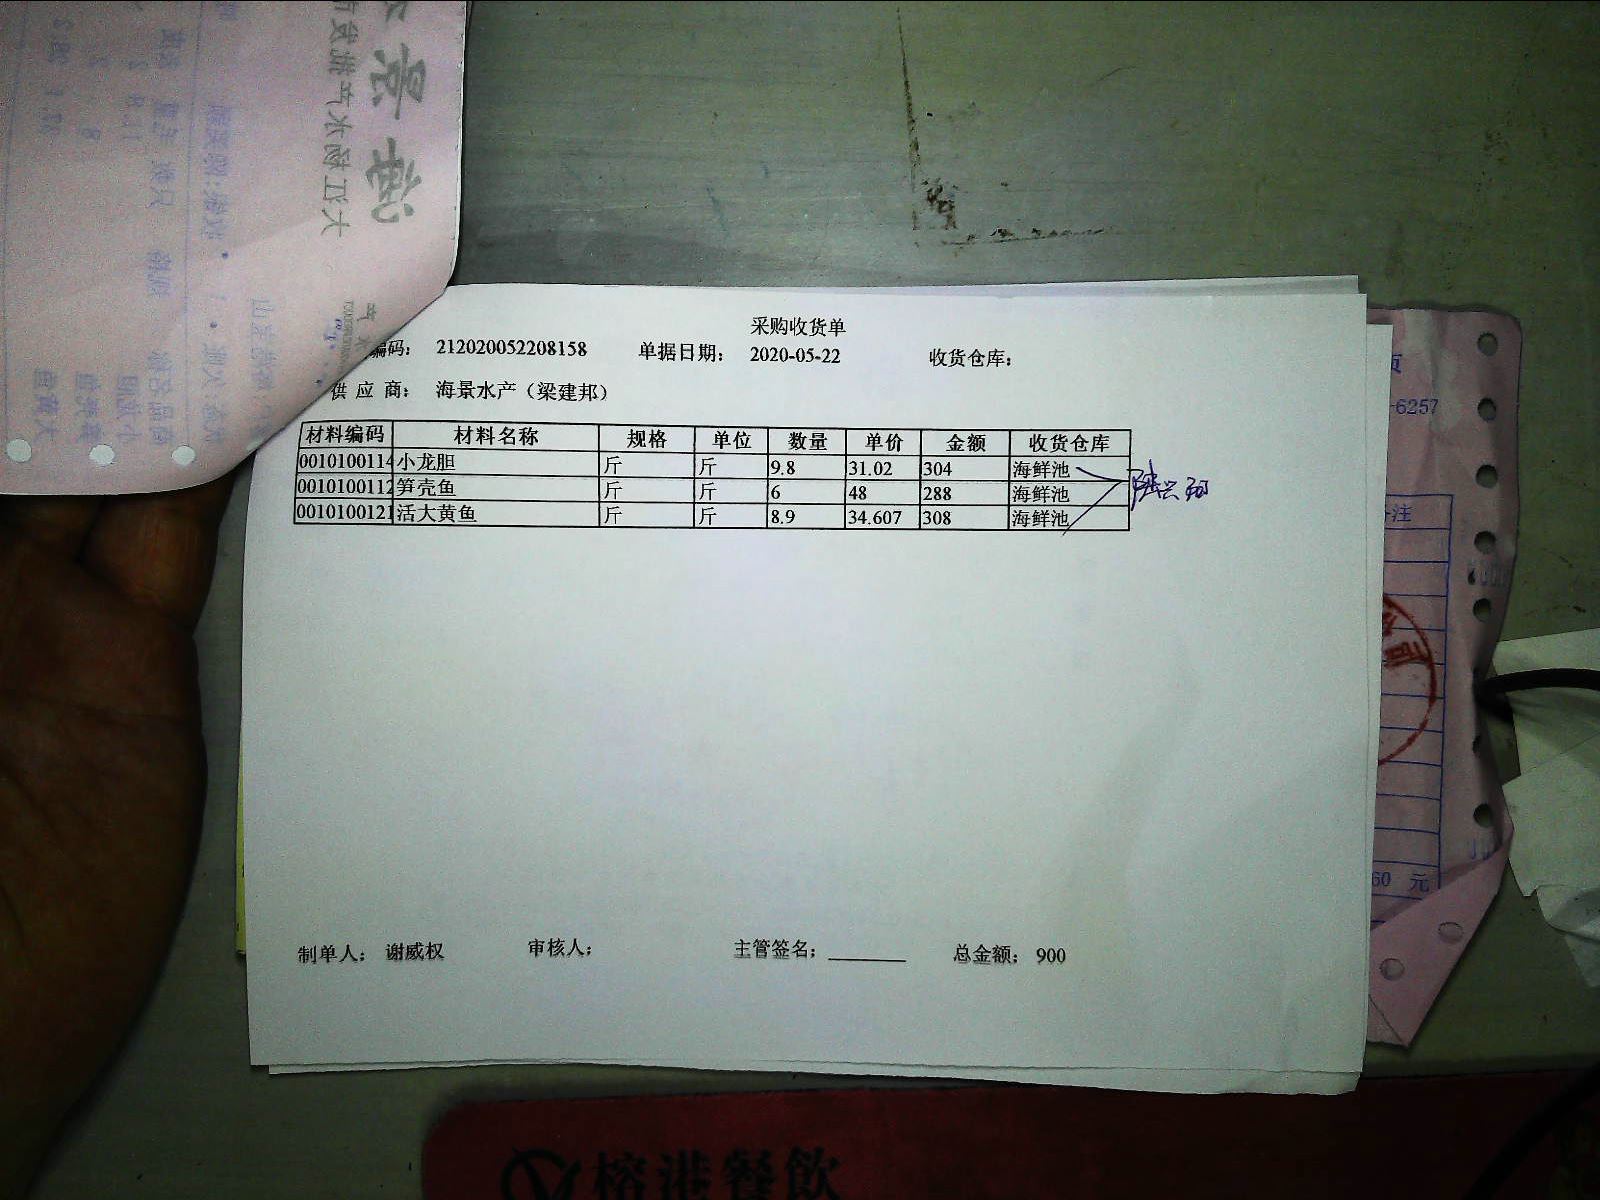 采购收货单
编码： 212020052208158 单据日期： 2020-05-22 收货仓库：
供 应 商： 海景水产（梁建邦）
材料编码 材料名称 规格 单位 数量 单价 金额 收货仓库
0010100114 小龙胆 斤 斤 9.8 31.02 304 海鲜池
0010100112 笋壳鱼 斤 斤 6 48 288 海鲜池
0010100121 活大黄鱼 斤 斤 8.9 34.607 308 海鲜池
制单人： 谢威权 审核人： 主管签名：________ 总金额： 900
页
-6257
注
司
60 元
榕港餐飲